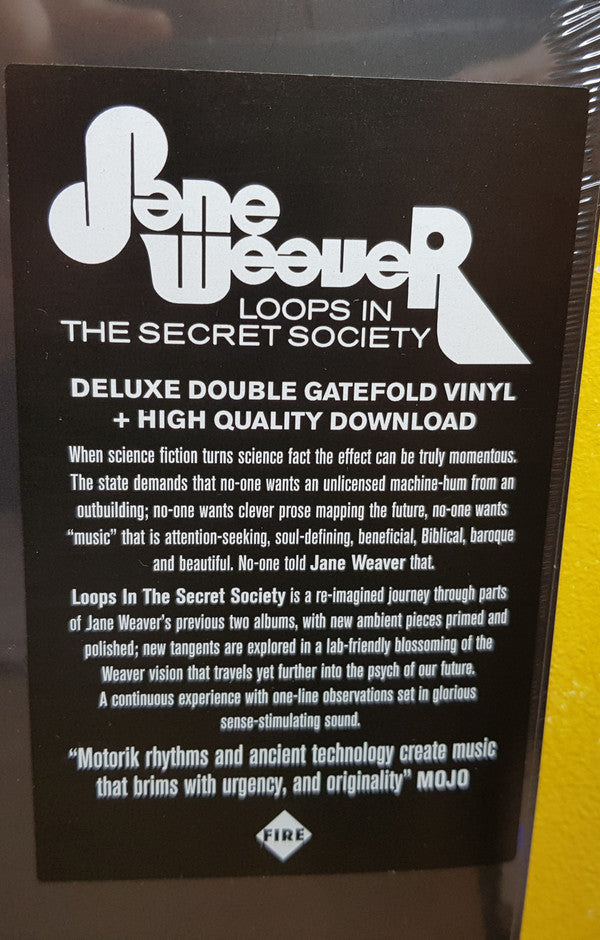 Jane
Weaver
LOOPS IN
THE SECRET SOCIETY
DELUXE DOUBLE GATEFOLD VINYL
+ HIGH QUALITY DOWNLOAD
When science fiction turns science fact the effect can be truly momentous.
The state demands that no-one wants an unlicensed machine-hum from an
outbuilding; no-one wants clever prose mapping the future, no-one wants
“music” that is attention-seeking, soul-defining, beneficial, Biblical, baroque
and beautiful. No-one told Jane Weaver that.
Loops In The Secret Society is a re-imagined journey through parts
of Jane Weaver's previous two albums, with new ambient pieces primed and
polished; new tangents are explored in a lab-friendly blossoming of the
Weaver vision that travels yet further into the psych of our future.
A continuous experience with one-line observations set in glorious
sense-stimulating sound.
“Motorik rhythms and ancient technology create music
that brims with urgency, and originality” MOJO
FIRE